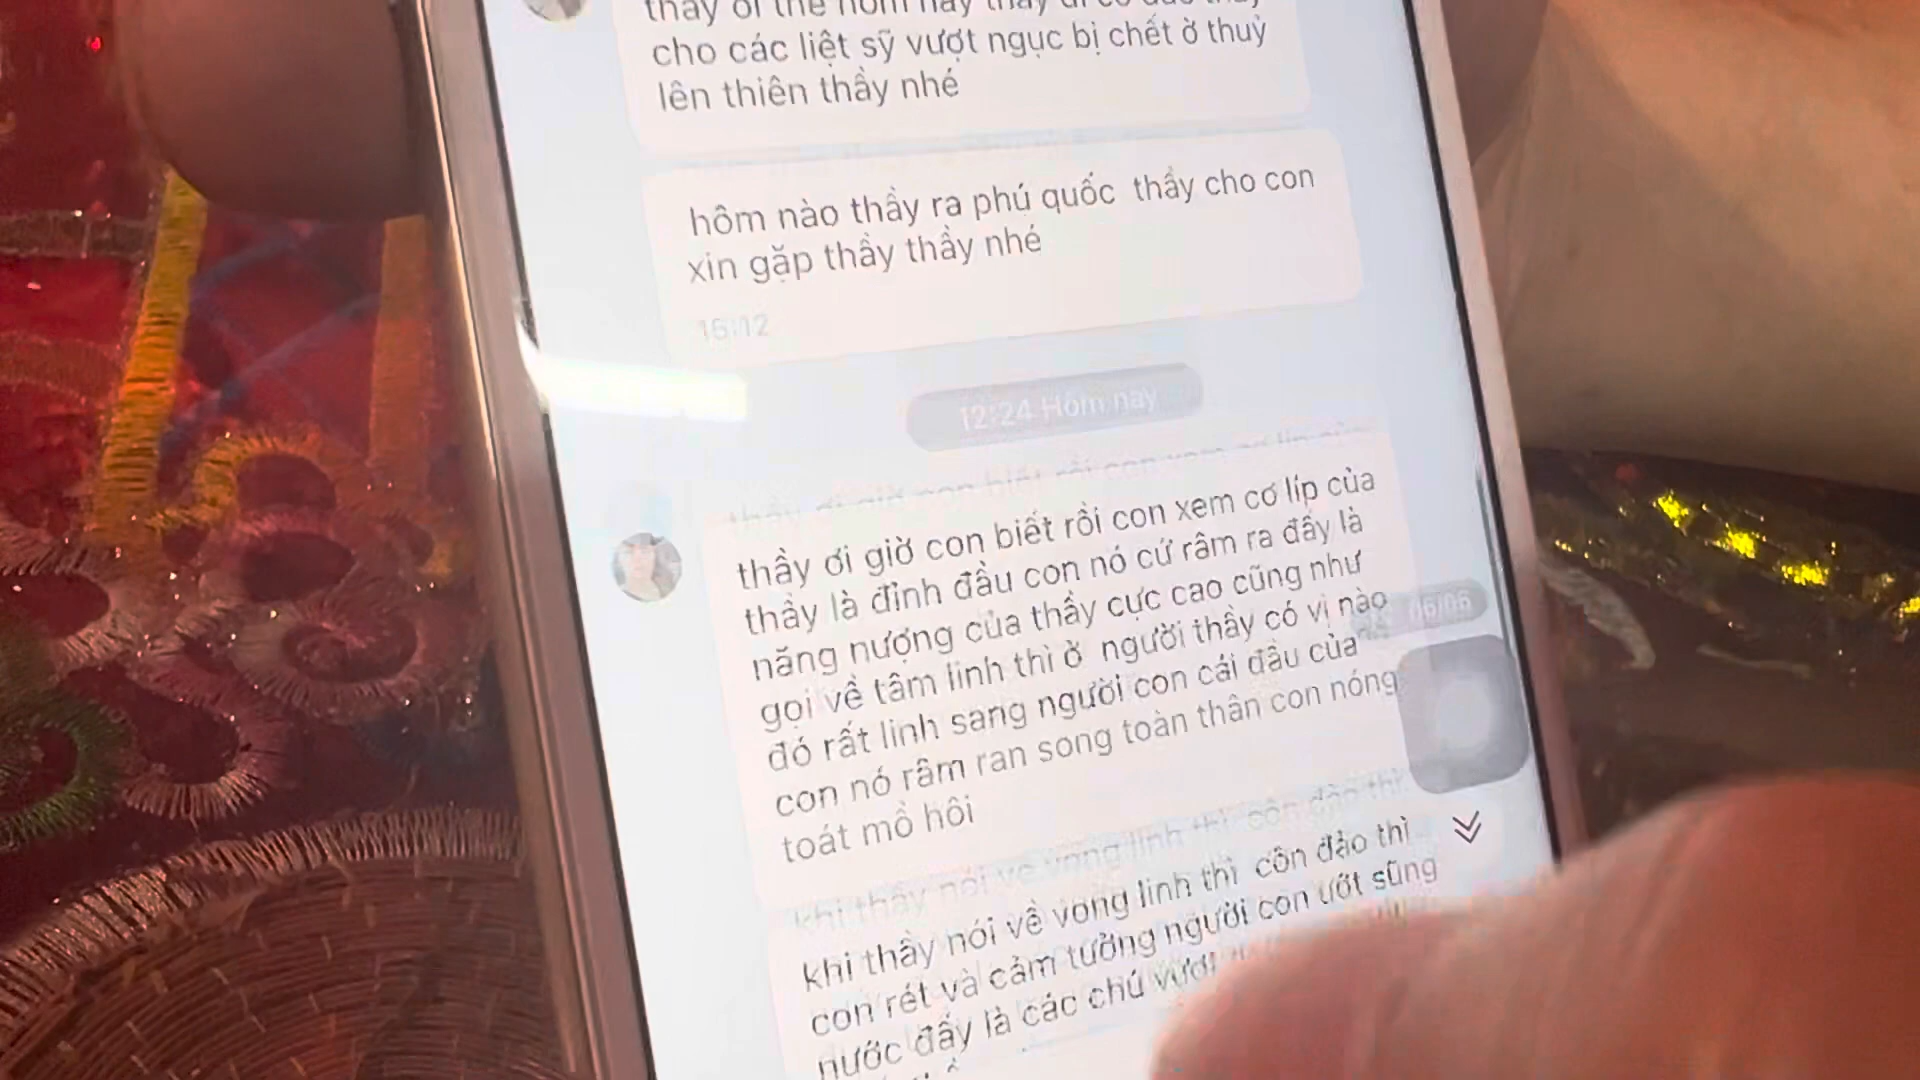 cho các liệt sỹ vượt ngục bị chết ở thuỷ
lên thiên thầy nhé
hôm nào thầy ra phú quốc thầy cho con
xin gặp thầy thầy nhé
15:12
12:24 Hôm nay
thầy ơi giờ con biết rồi con xem cơ líp của
thầy là đỉnh đầu con nó cứ râm ra đấy là
năng nượng của thầy cực cao cũng như
gọi về tâm linh thì ở người thầy có vị nào
đó rất linh sang người con cái đầu của
con nó râm ran song toàn thân con nóng
toát mồ hôi
06/06
khi thầy nói về vong linh thì côn đảo thì
con rét và cảm tưởng người con ướt sũng
nước đấy là các chú vượt